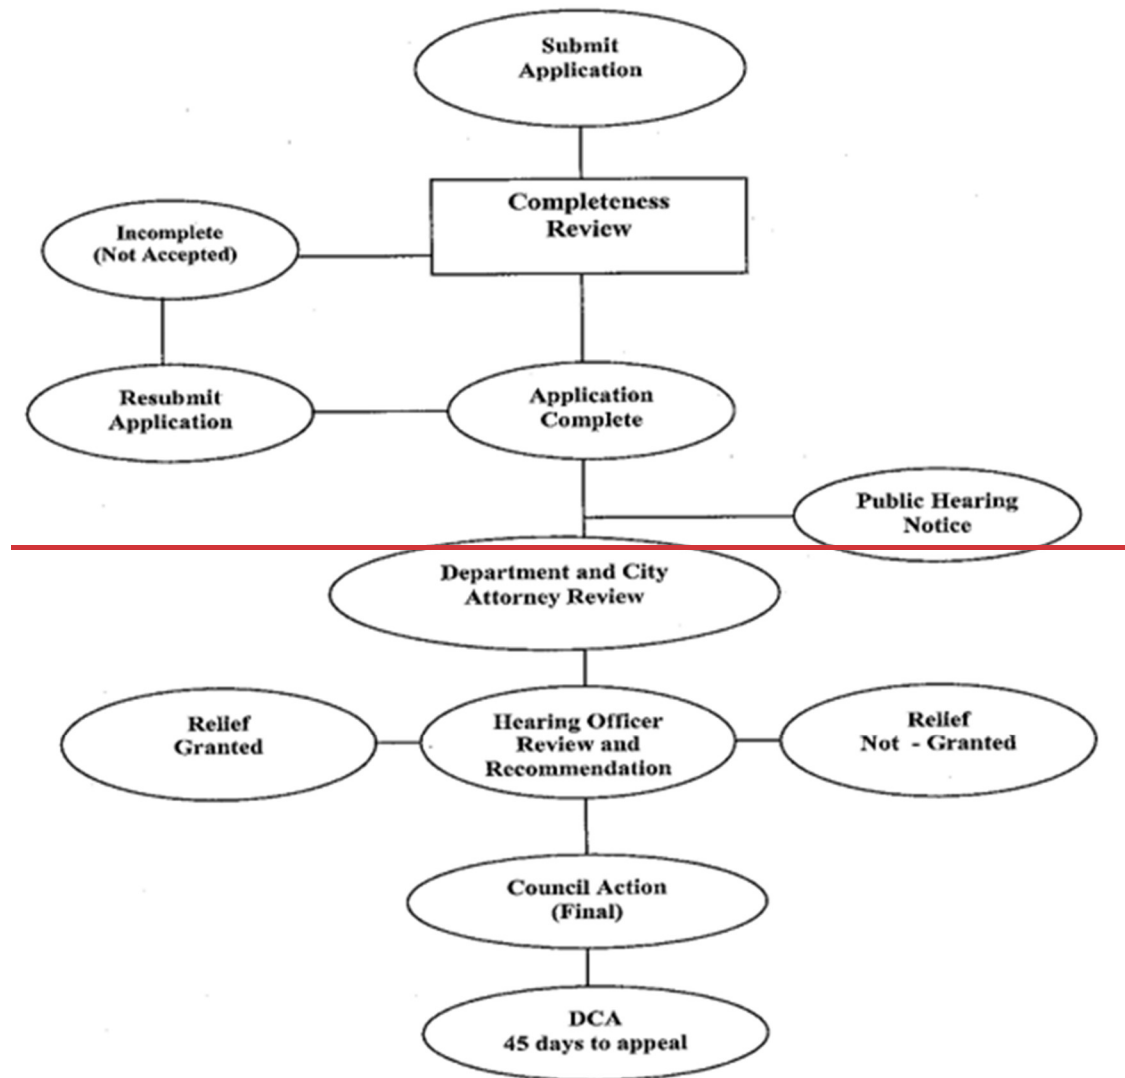 Submit
Application
Completeness
Review
Incomplete
(Not Accepted)
Resubmit
Application
Application
Complete
Public Hearing
Notice
Department and City
Attorney Review
Relief
Granted
Hearing Officer
Review and
Recommendation
Relief
Not - Granted
Council Action
(Final)
DCA
45 days to appeal